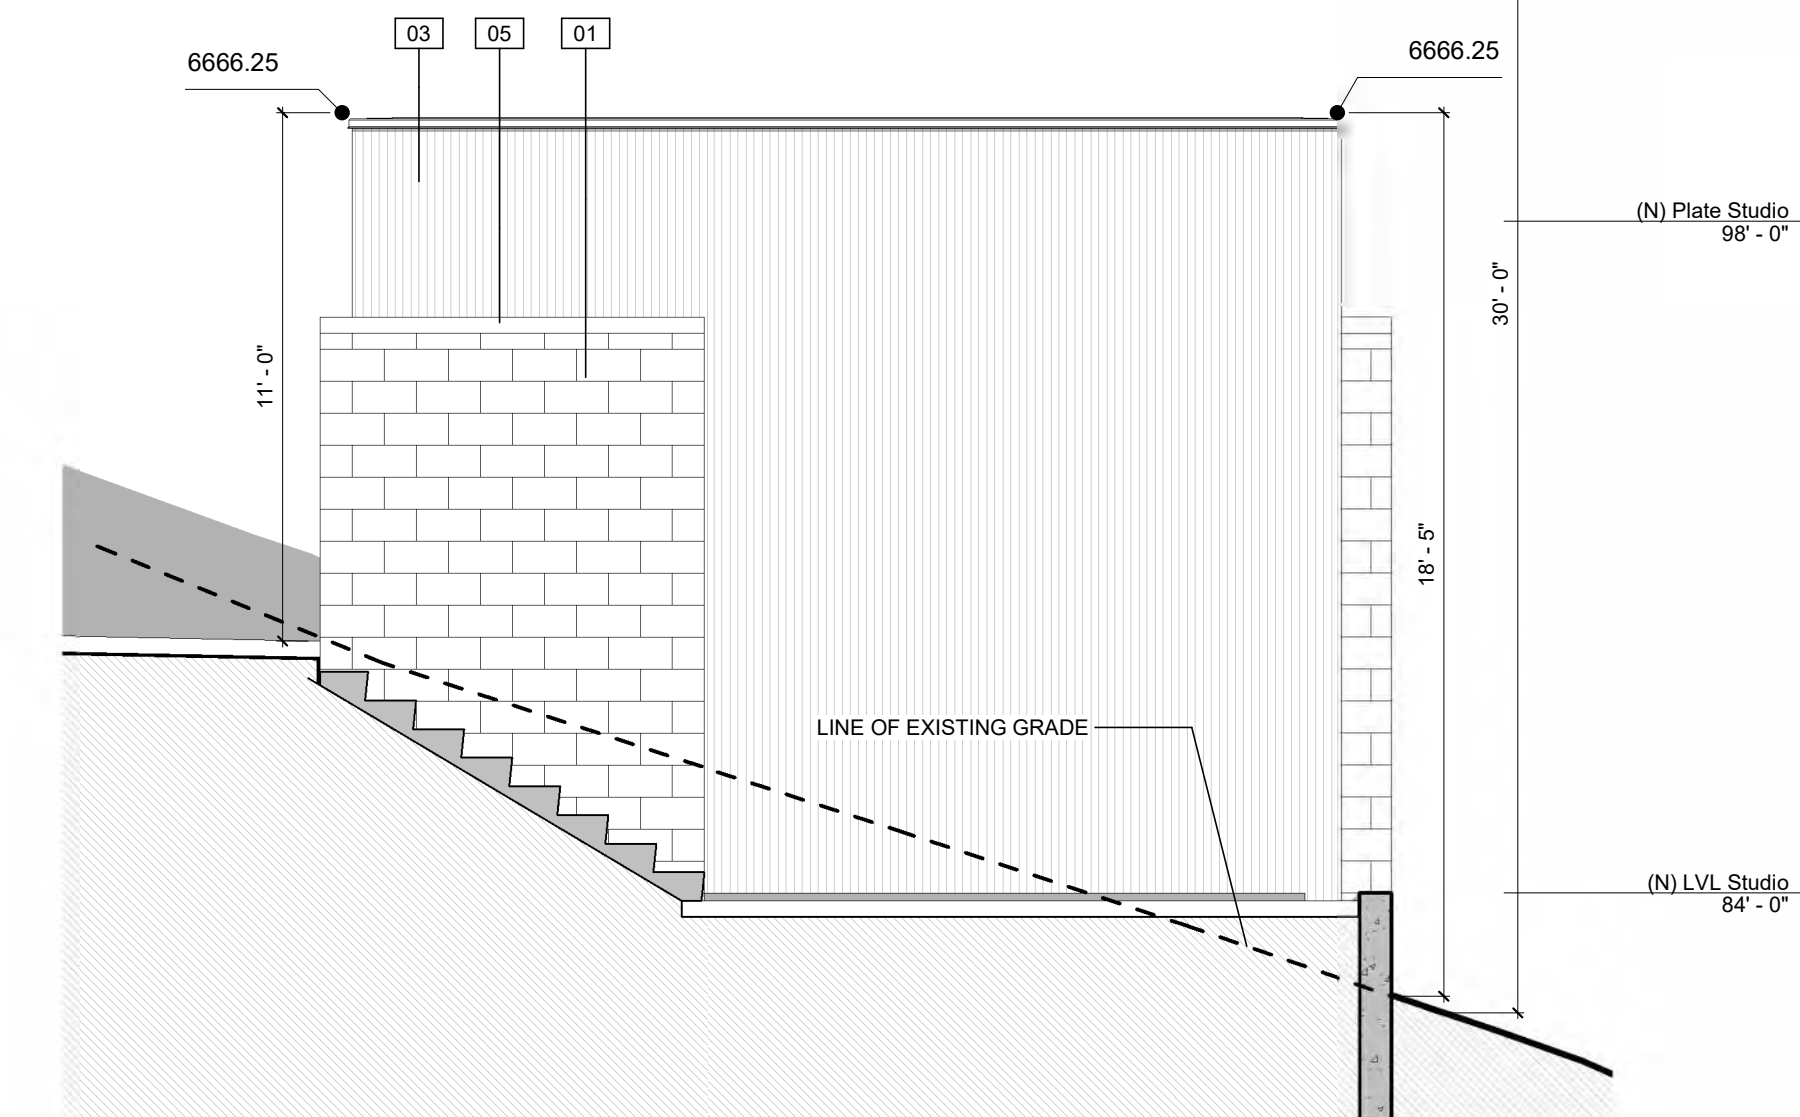 03
05
01
6666.25
6666.25
(N) Plate Studio
98' - 0"
30' - 0"
11' - 0"
18' - 5"
LINE OF EXISTING GRADE
(N) LVL Studio
84' - 0"